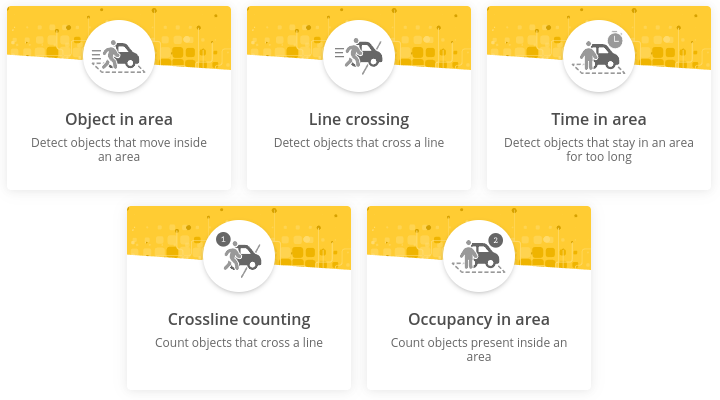 Object in area
Detect objects that move inside
an area
Line crossing
Detect objects that cross a line
Time in area
Detect objects that stay in an area
for too long
1
Crossline counting
Count objects that cross a line
2
Occupancy in area
Count objects present inside an
area